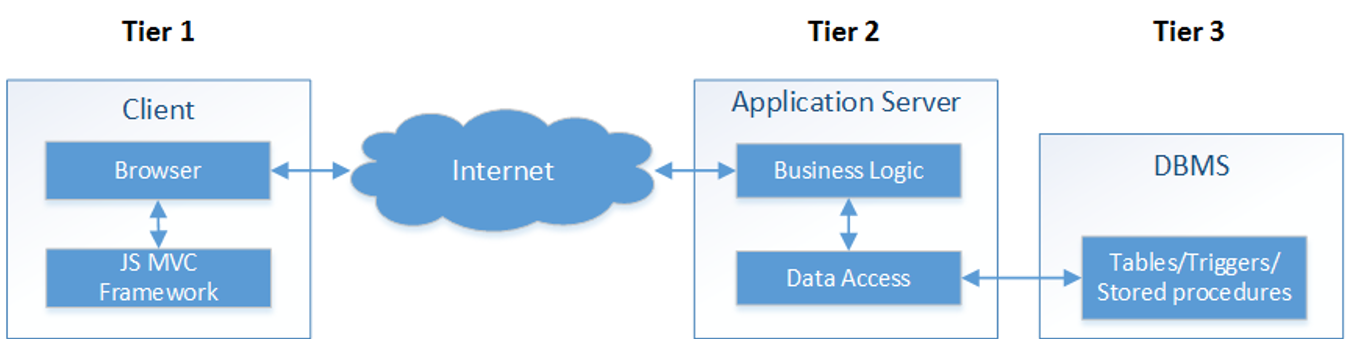 Tier 1
Tier 2
Tier 3
Client
Browser
JS MVC
Framework
Internet
Application Server
Business Logic
Data Access
DBMS
Tables/Triggers/
Stored procedures